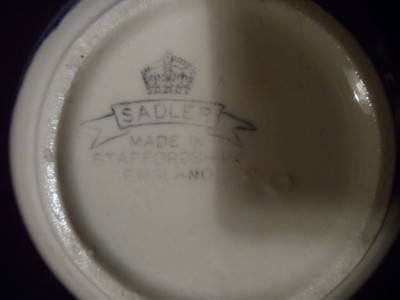 SADLER
MADE IN
STAFFORDSHIRE
ENGLAND